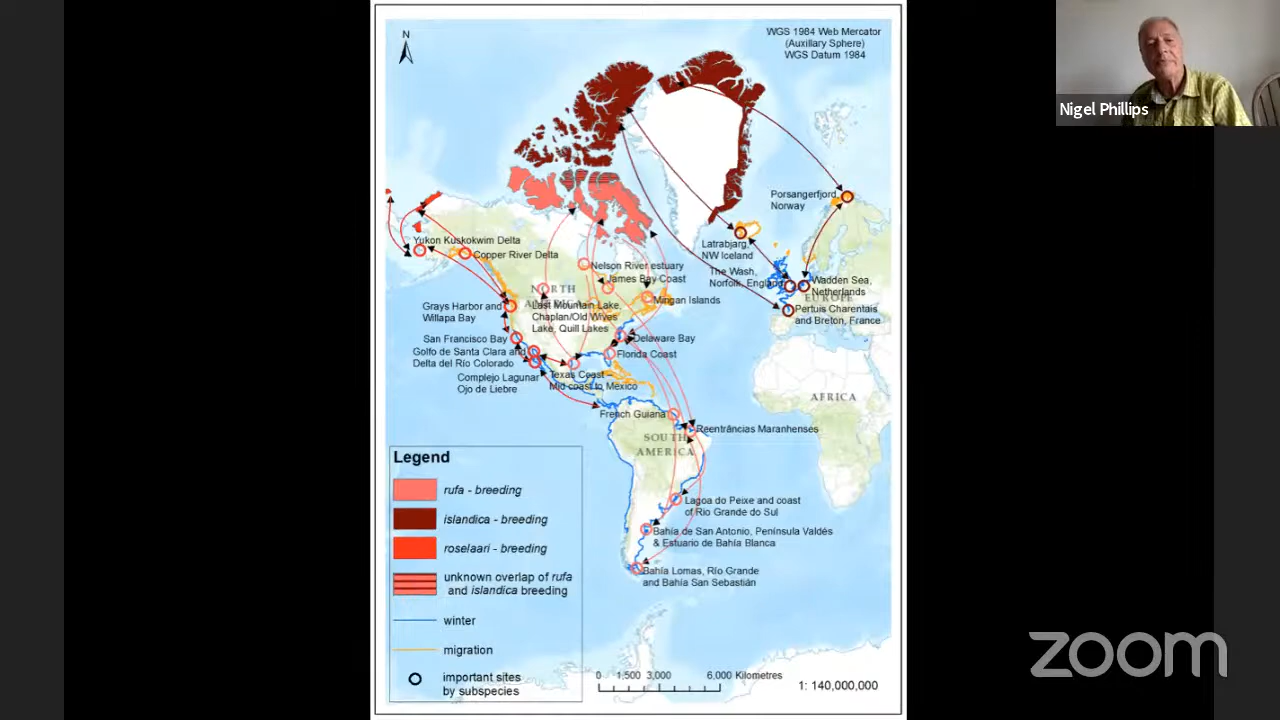 N
WGS 1984 Web Mercator
(Auxillary Sphere)
WGS Datum 1984
Nigel Phillips
Porsangerfjord,
Norway
Latrabjarg,
NW Iceland
The Wash,
Norfolk, England
Wadden Sea,
Netherlands
EUROPE
Pertuis Charentais
and Breton, France
Yukon Kuskokwim Delta
Copper River Delta
Nelson River estuary
James Bay Coast
NORTH
AMERICA
Mingan Islands
Grays Harbor and
Willapa Bay
Last Mountain Lake,
Chaplan/Old Wives
Lake, Quill Lakes
San Francisco Bay
Delaware Bay
Golfo de Santa Clara and
Delta del Río Colorado
Florida Coast
Complejo Lagunar
Ojo de Liebre
Texas Coast –
Mid coast to Mexico
AFRICA
French Guiana
Reentrâncias Maranhenses
SOUTH
AMERICA
Lagoa do Peixe and coast
of Rio Grande do Sul
Bahía de San Antonio, Península Valdés
& Estuario de Bahía Blanca
Bahía Lomas, Río Grande
and Bahía San Sebastián
Legend
rufa - breeding
islandica - breeding
roselaari - breeding
unknown overlap of rufa
and islandica breeding
winter
migration
important sites
by subspecies
0 1,500 3,000 6,000 Kilometres
1: 140,000,000
zoom